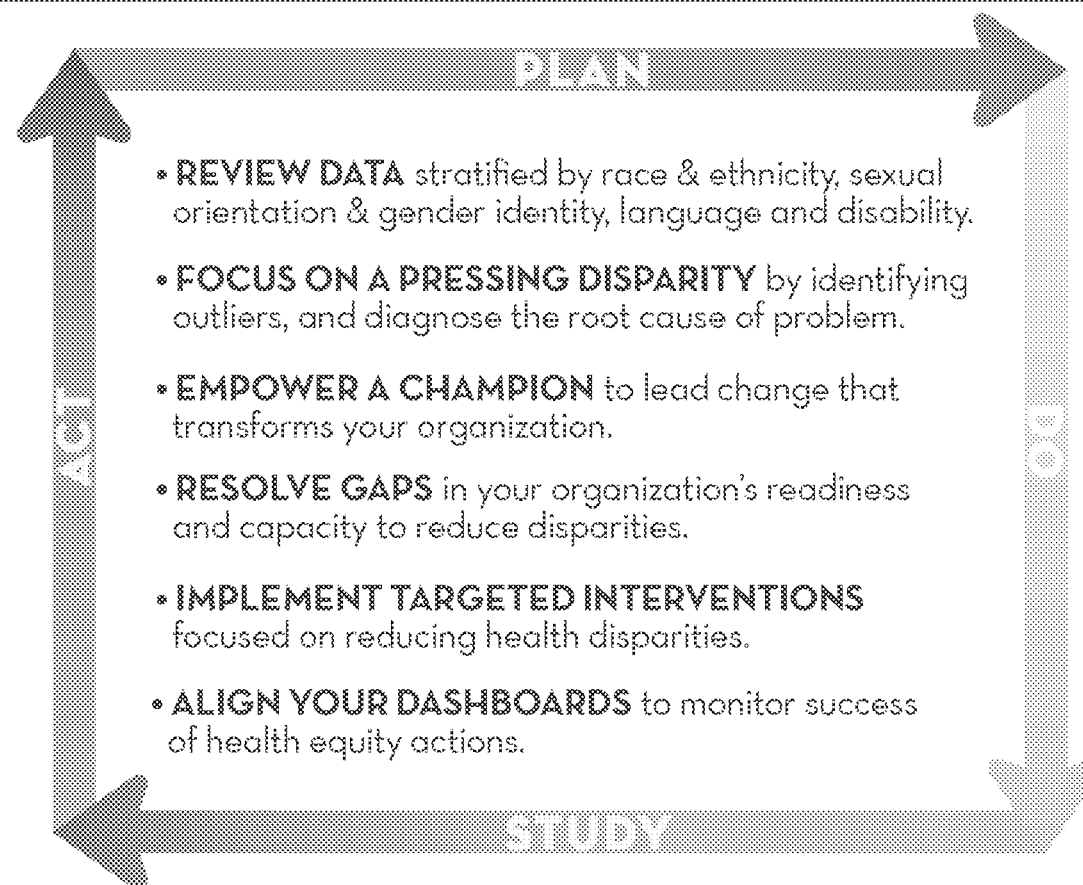 PLAN
• REVIEW DATA stratified by race & ethnicity, sexual
orientation & gender identity, language and disability.
• FOCUS ON A PRESSING DISPARITY by identifying
outliers, and diagnose the root cause of problem.
• EMPOWER A CHAMPION to lead change that
transforms your organization.
• RESOLVE GAPS in your organization's readiness
and capacity to reduce disparities.
• IMPLEMENT TARGETED INTERVENTIONS
focused on reducing health disparities.
• ALIGN YOUR DASHBOARDS to monitor success
of health equity actions.
DO
STUDY
ACT